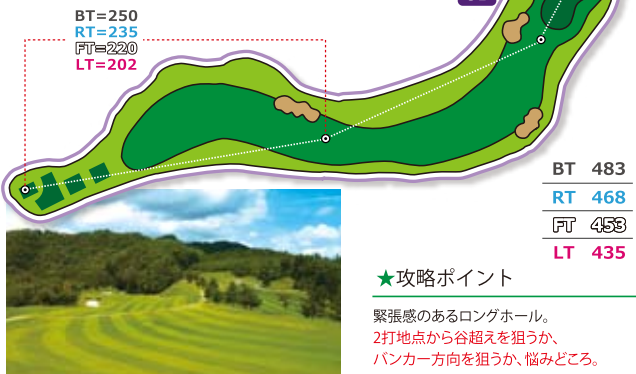 BT=250
RT=235
FT=220
LT=202
BT 483
RT 468
FT 453
LT 435
★攻略ポイント
緊張感のあるロングホール。
2打地点から谷超えを狙うか、
バンカー方向を狙うか、悩みどころ。